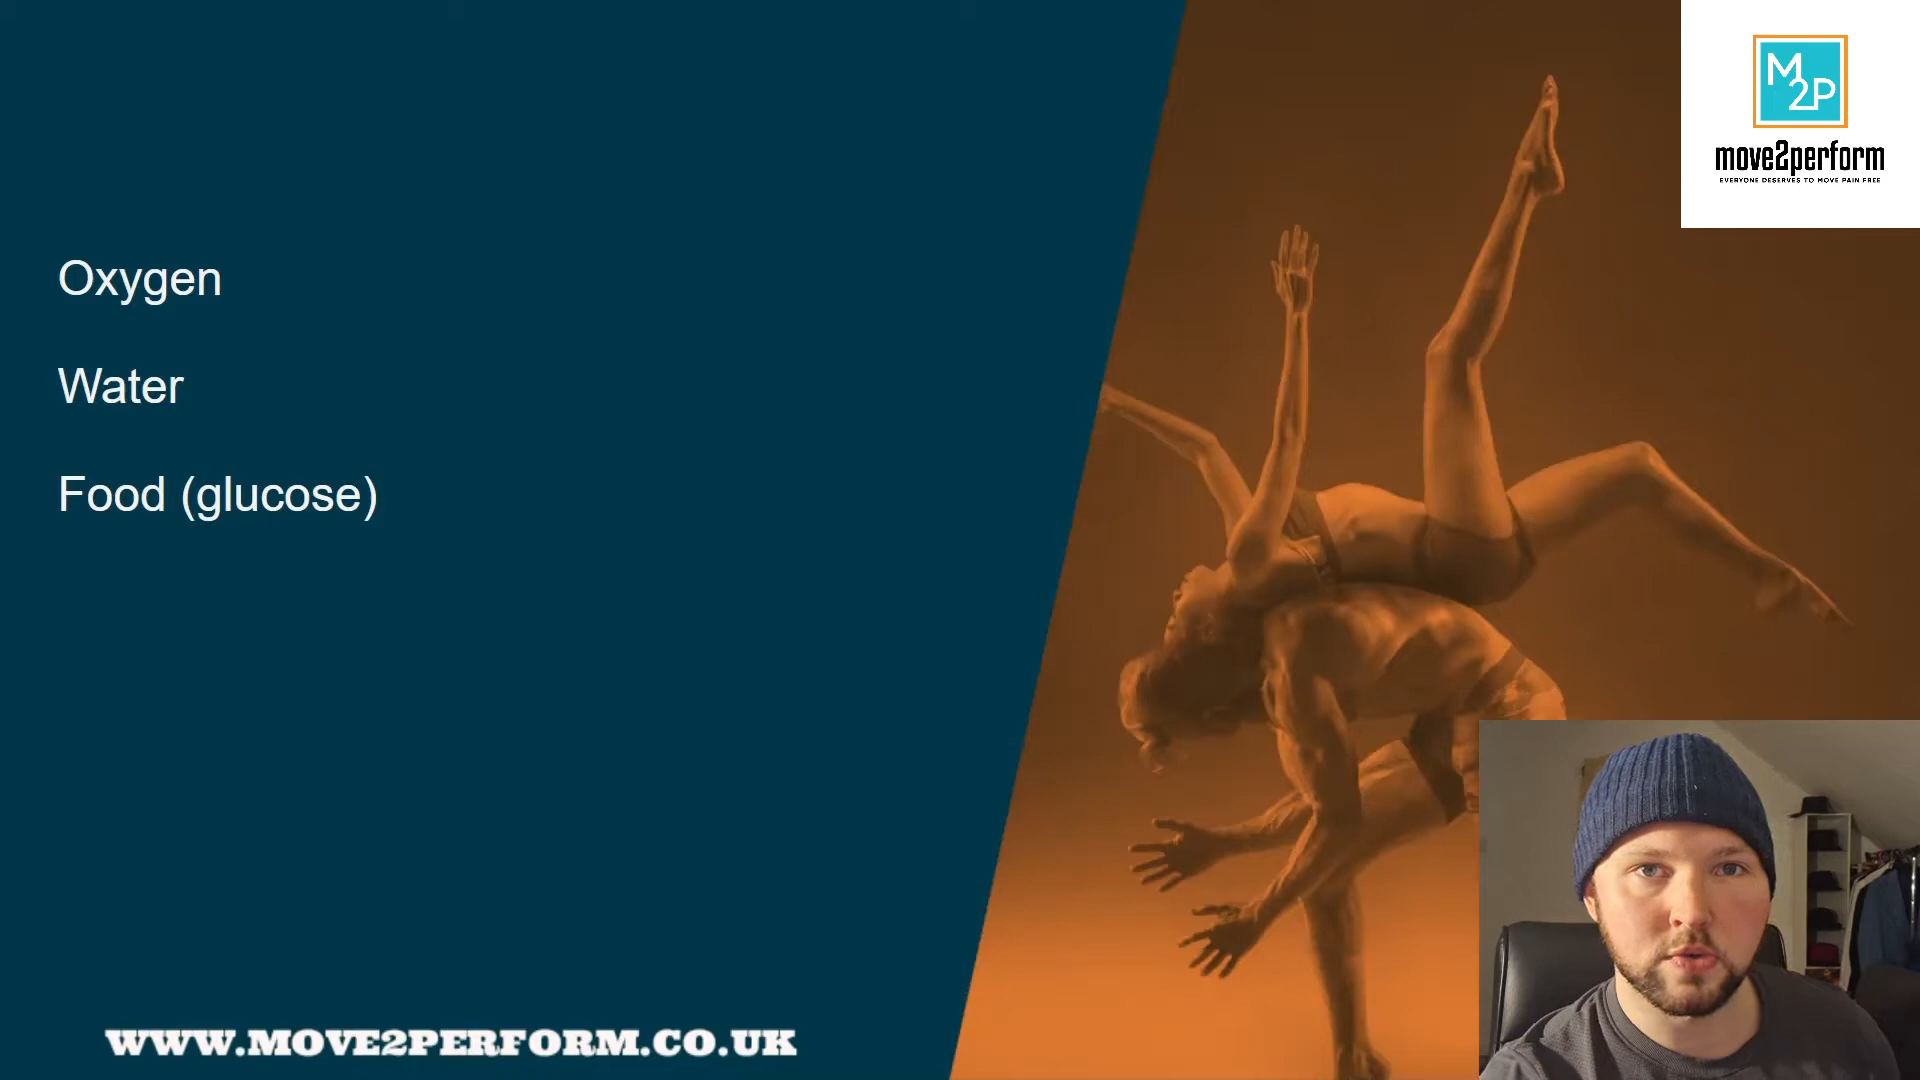 M2P
move2perform
EVERYONE DESERVES TO MOVE PAIN FREE
Oxygen
Water
Food (glucose)
WWW.MOVE2PERFORM.CO.UK